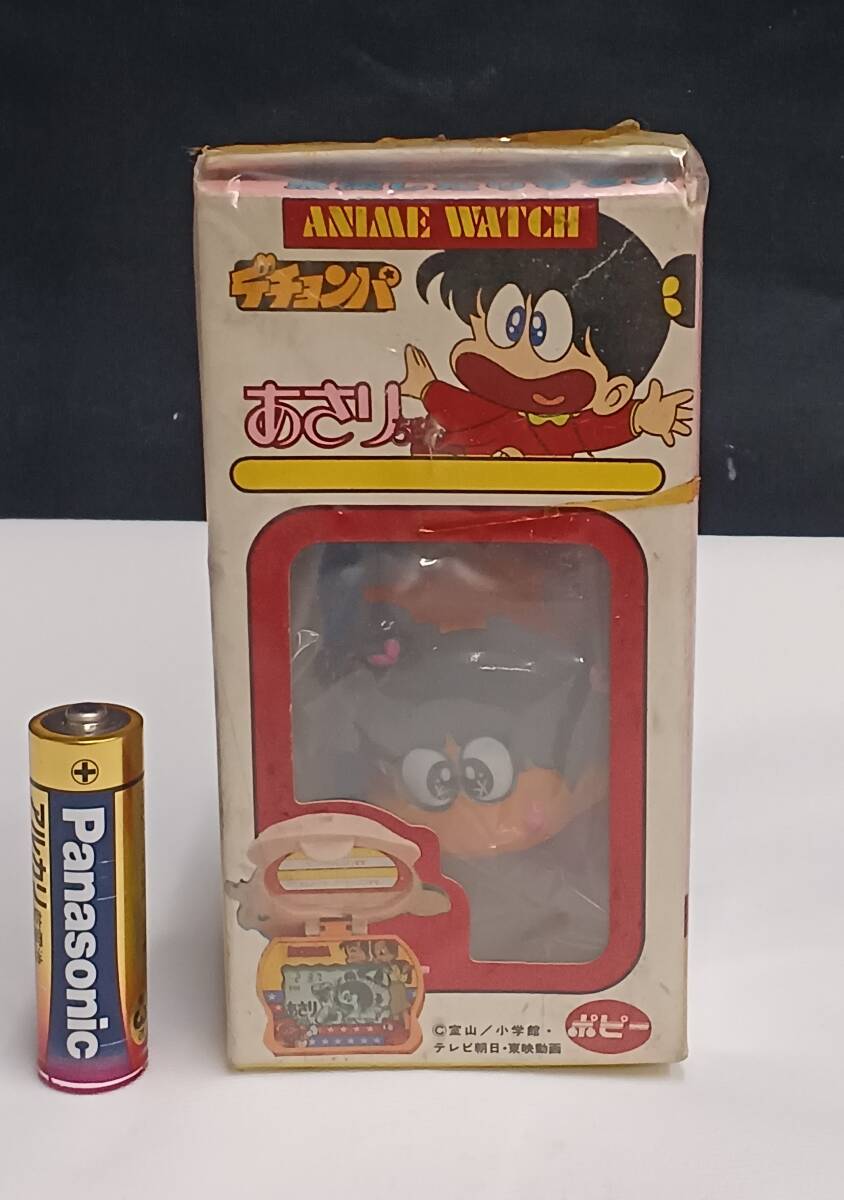 ANIME WATCH
デチョンパ
あさり
あさり
©室山/小学館・
テレビ朝日・東映動画
ポピー
Panasonic
アルカリ